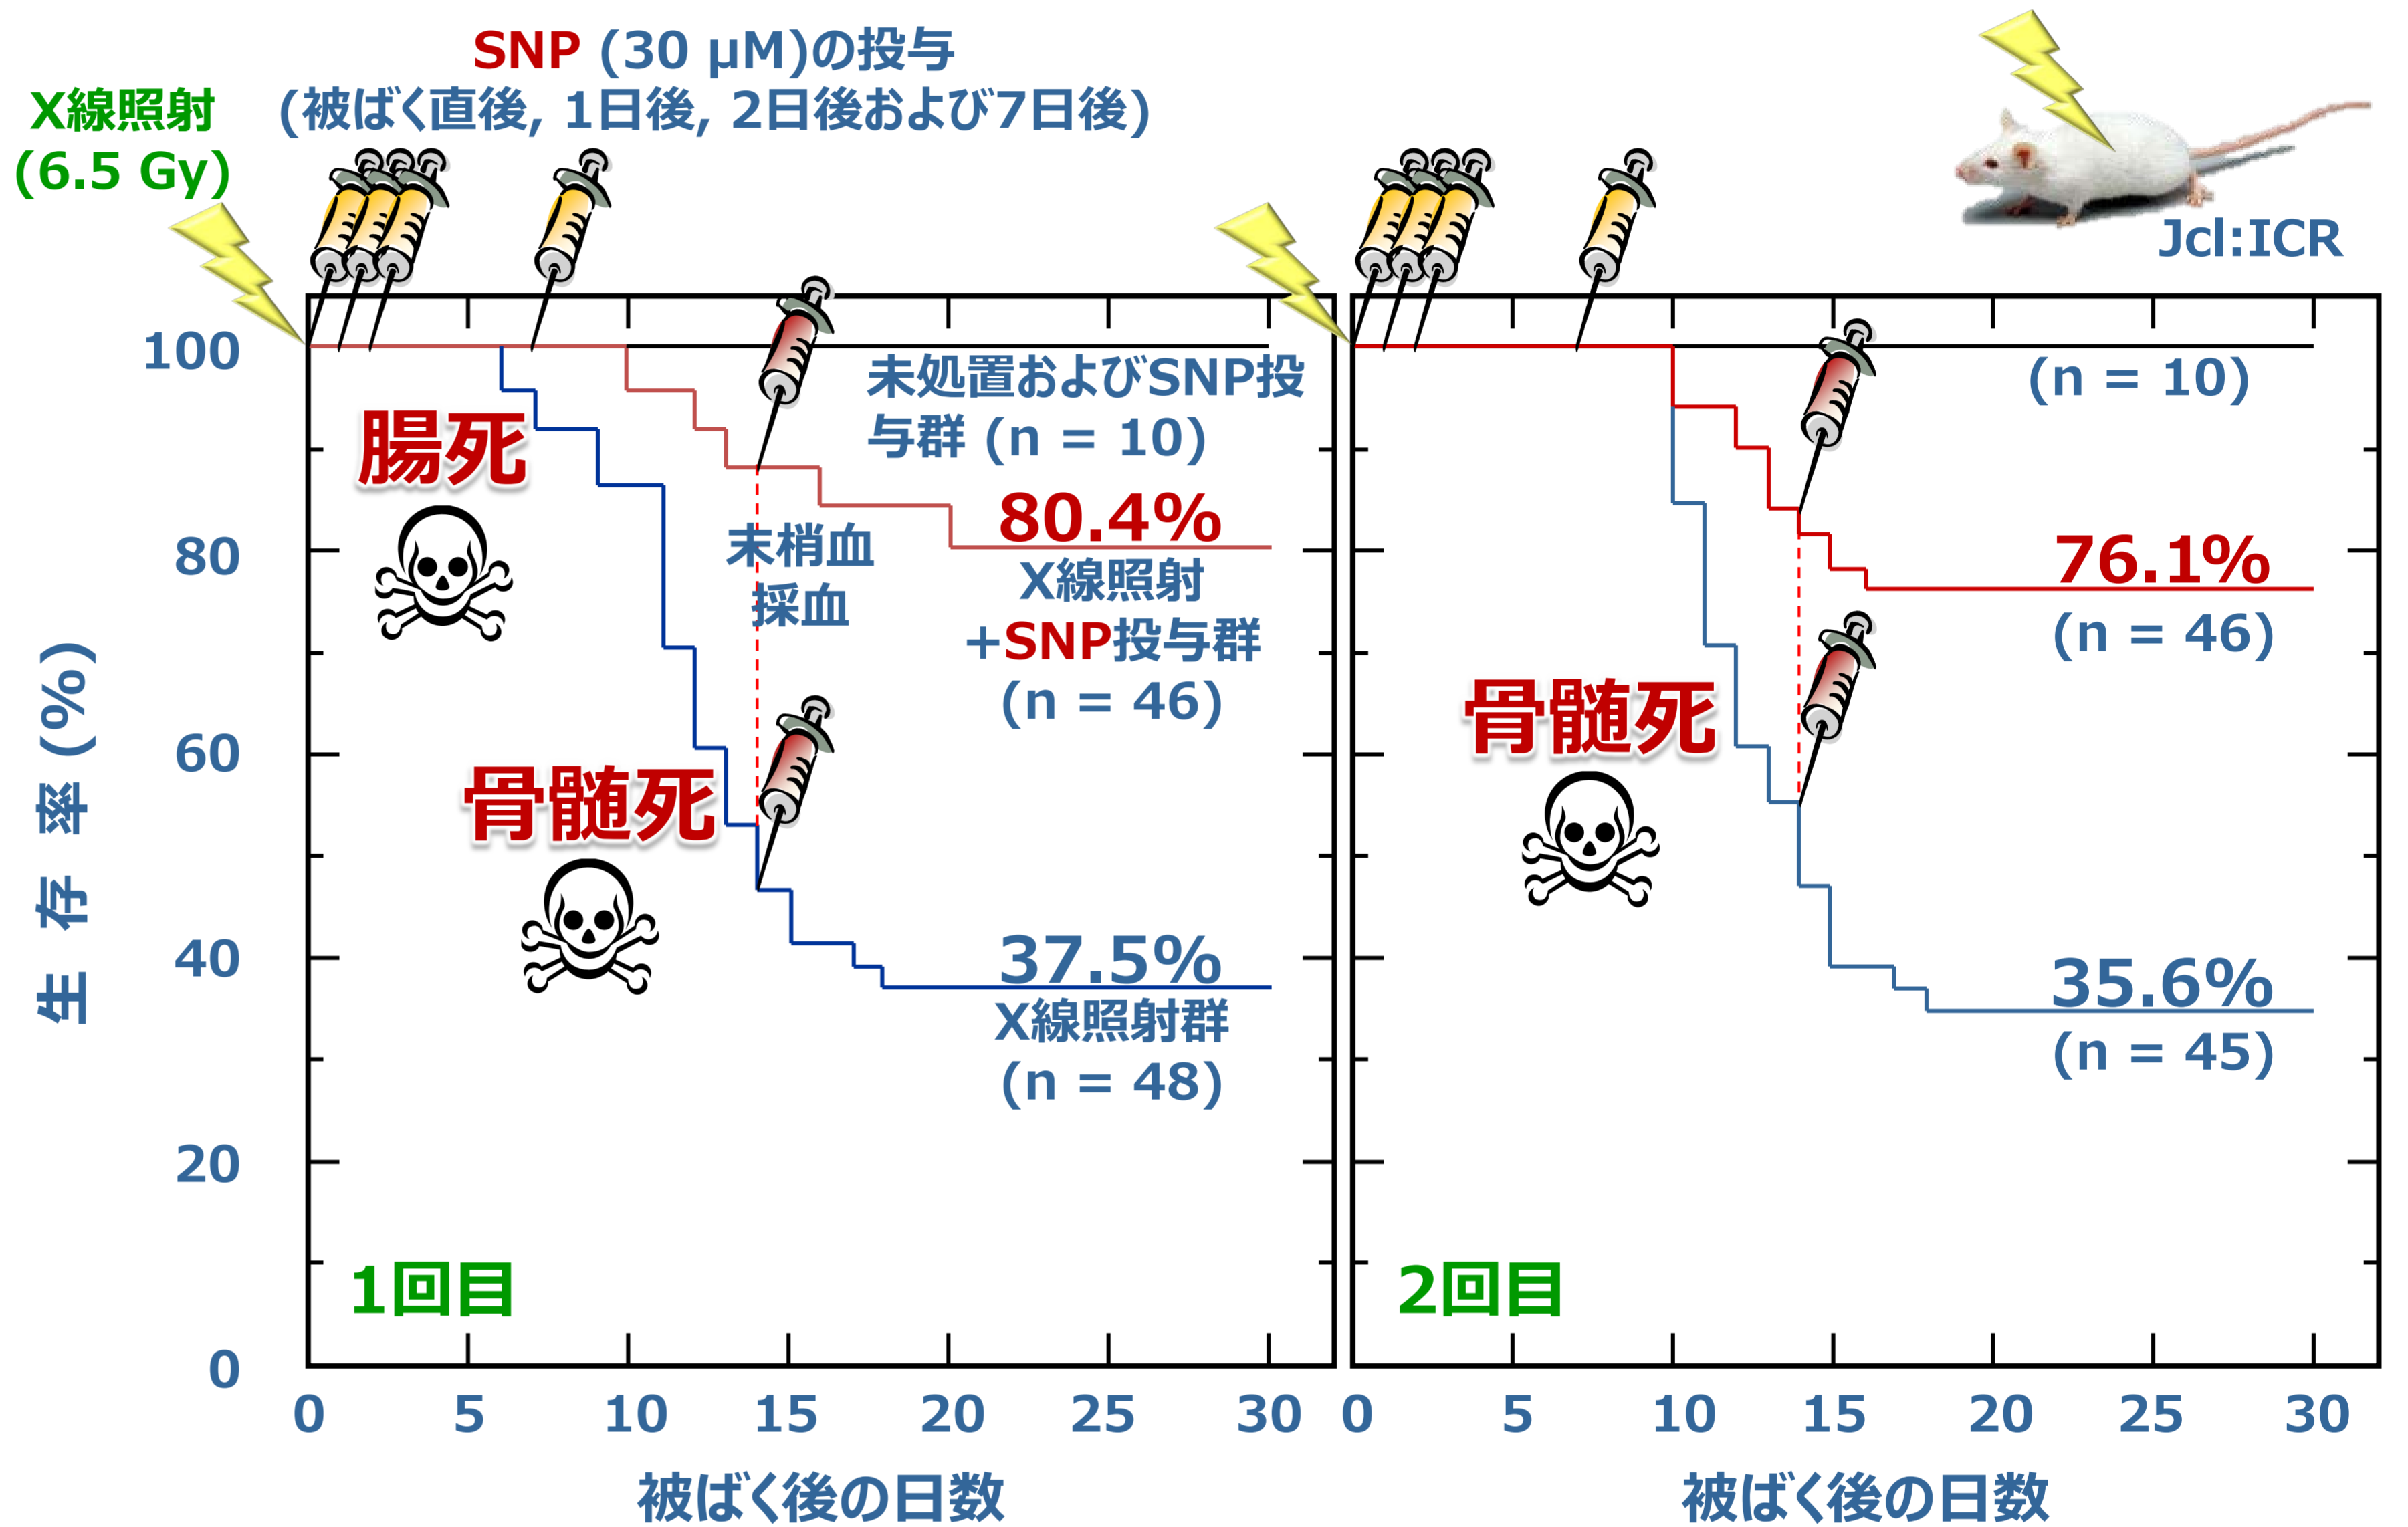 SNP (30 μM)の投与
(被ばく直後, 1日後, 2日後および7日後)
X線照射
(6.5 Gy)
Jcl:ICR
生 存 率 (%)
100
80
60
40
20
0
腸死
骨髄死
末梢血
採血
未処置およびSNP投
与群 (n = 10)
80.4%
X線照射
+SNP投与群
(n = 46)
37.5%
X線照射群
(n = 48)
1回目
0 5 10 15 20 25 30
被ばく後の日数
(n = 10)
76.1%
(n = 46)
骨髄死
35.6%
(n = 45)
2回目
0 5 10 15 20 25 30
被ばく後の日数